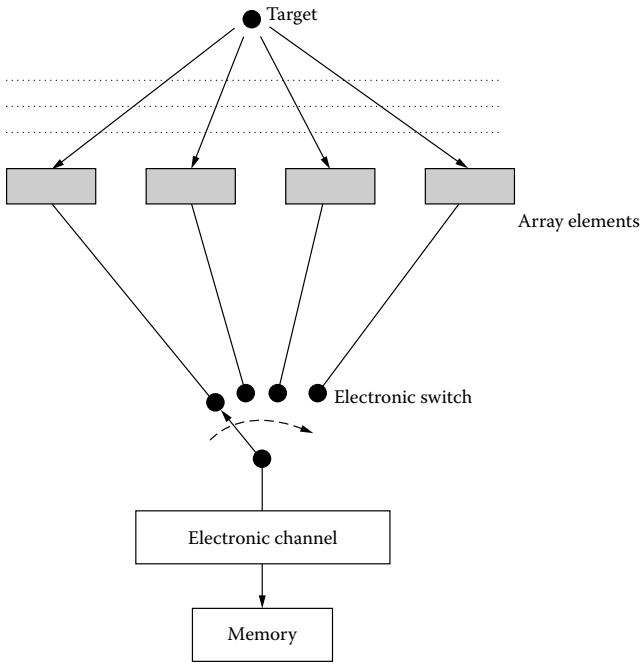 Target
Array elements
Electronic switch
Electronic channel
Memory